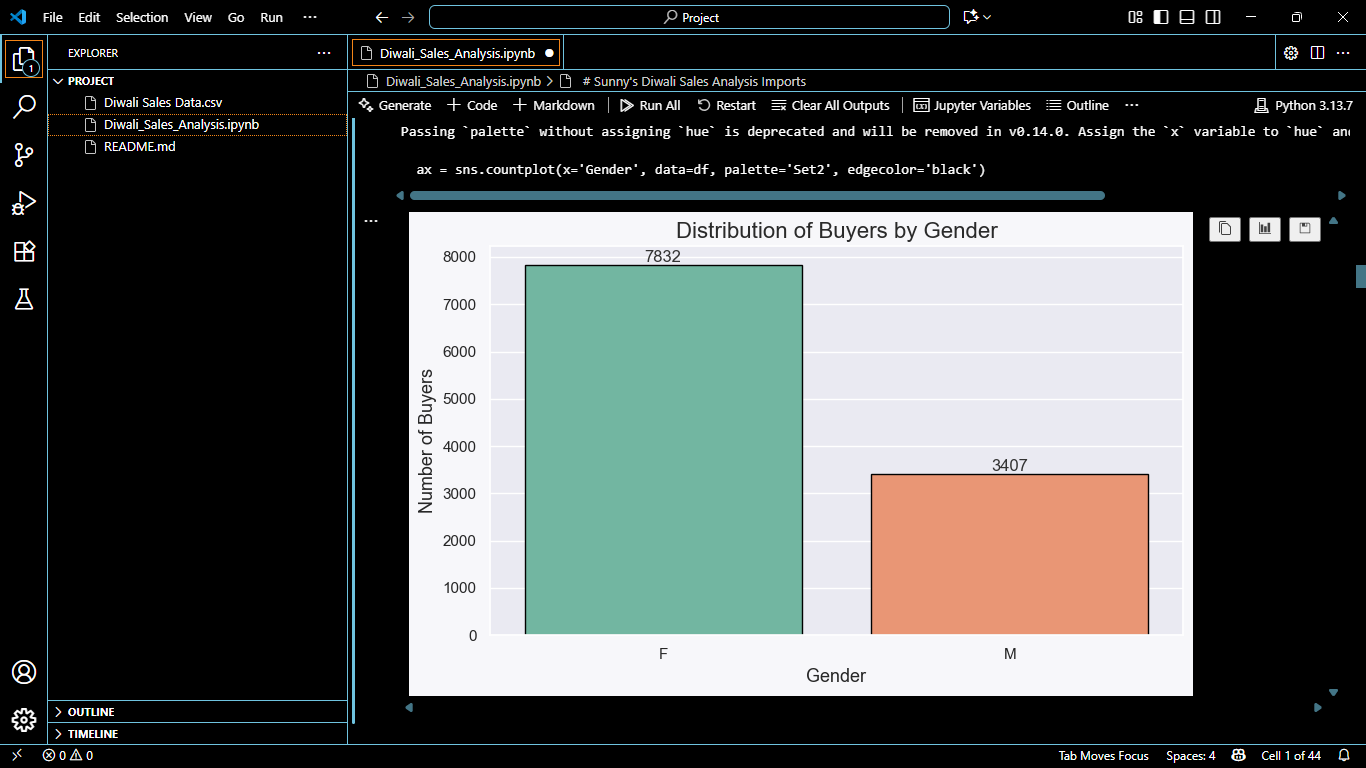 File Edit Selection View Go Run ···
Project
EXPLORER ···
Diwali_Sales_Analysis.ipynb
1
PROJECT
Diwali Sales Data.csv
Diwali_Sales_Analysis.ipynb
README.md
Diwali_Sales_Analysis.ipynb > # Sunny's Diwali Sales Analysis Imports
Generate + Code + Markdown Run All Restart Clear All Outputs Jupyter Variables Outline ··· Python 3.13.7
Passing `palette` without assigning `hue` is deprecated and will be removed in v0.14.0. Assign the `x` variable to `hue` and
ax = sns.countplot(x='Gender', data=df, palette='Set2', edgecolor='black')
Distribution of Buyers by Gender
8000
7000
6000
5000
4000
3000
2000
1000
0
Number of Buyers
7832
3407
F M
Gender
OUTLINE
TIMELINE
0 0
Tab Moves Focus Spaces: 4 Cell 1 of 44